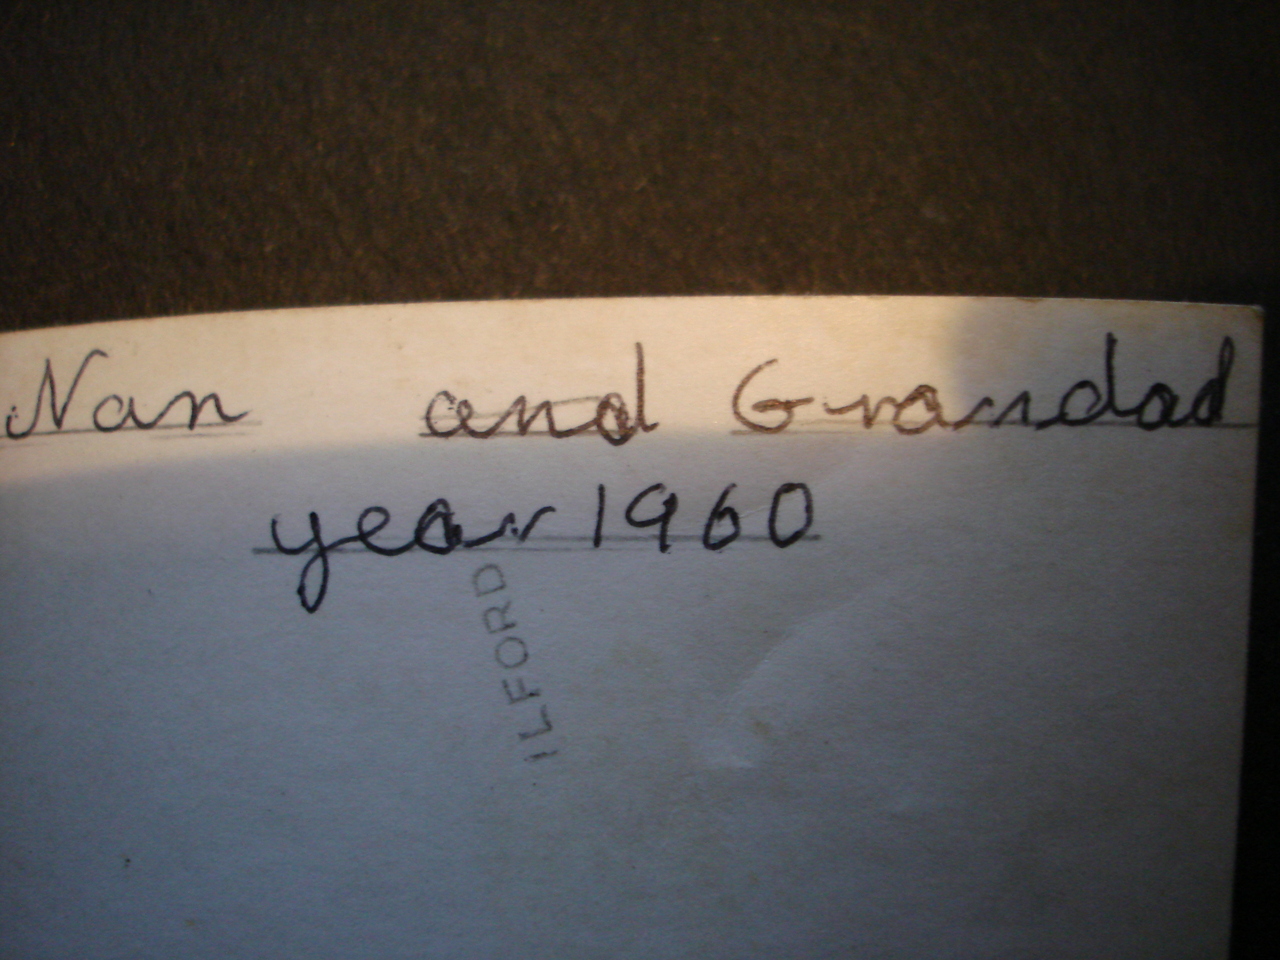 Nan and Grandad
year 1960
ILFORD